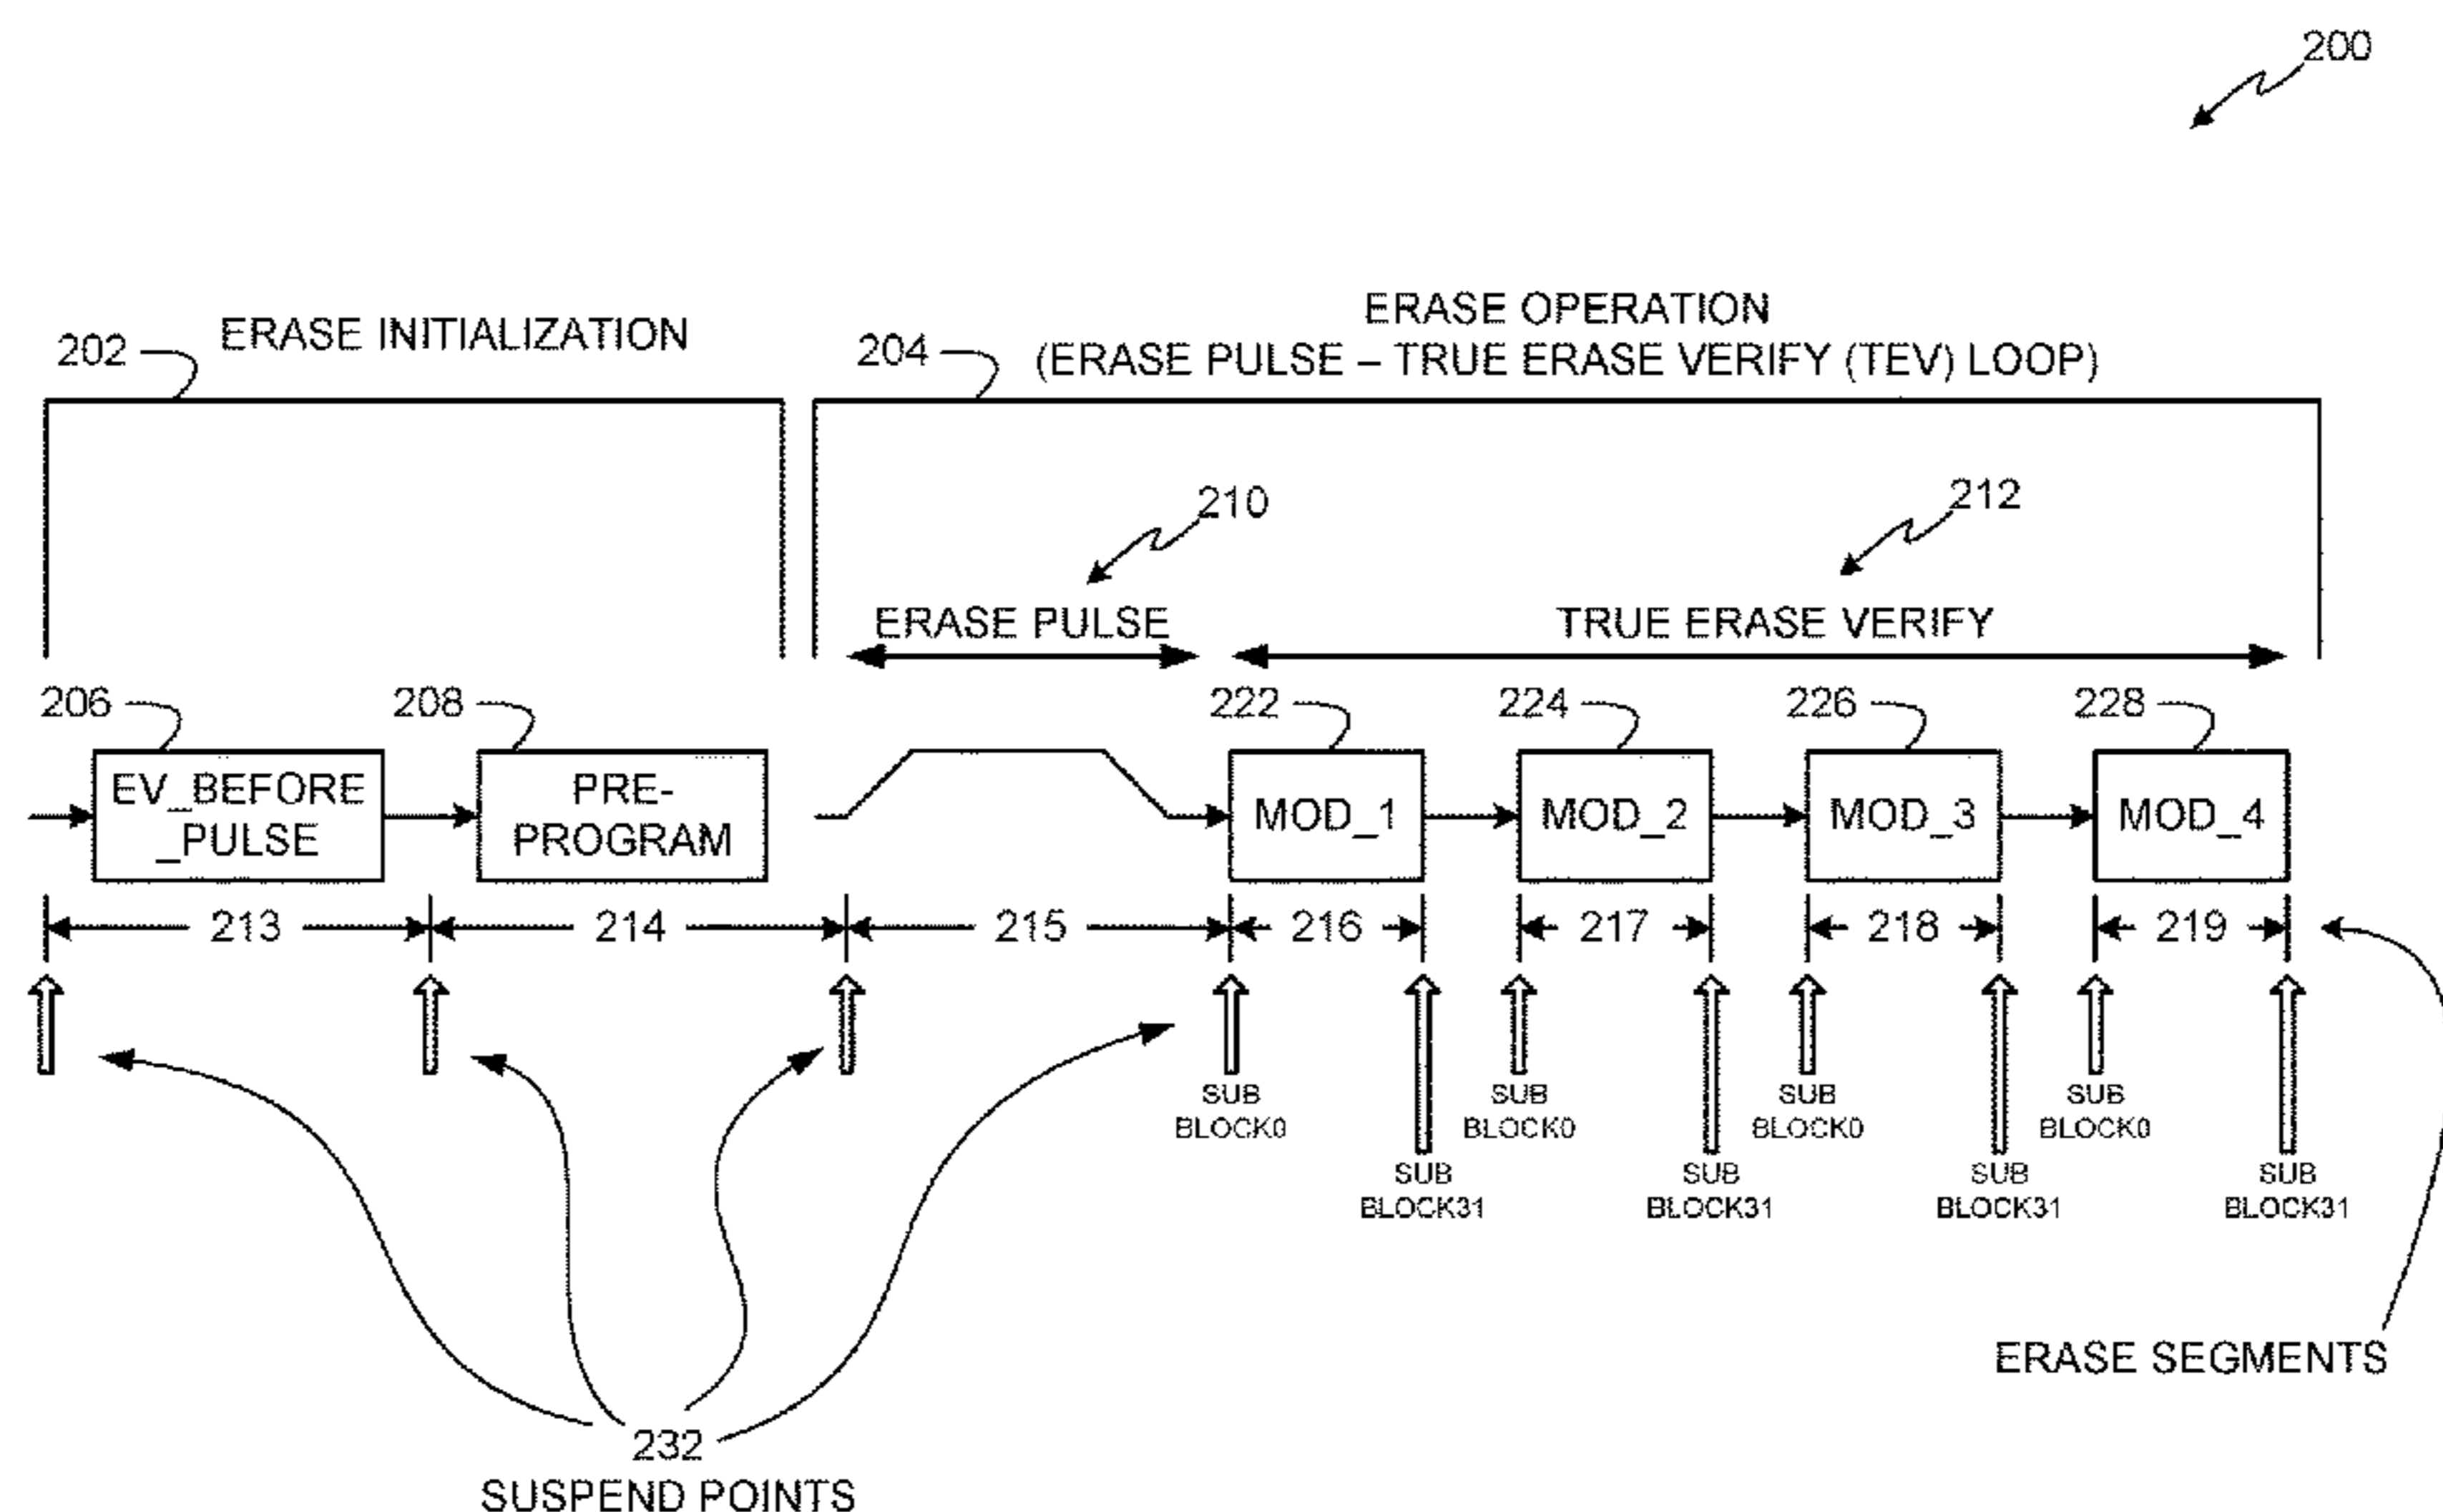 200
ERASE INITIALIZATION
ERASE OPERATION
(ERASE PULSE – TRUE ERASE VERIFY (TEV) LOOP)
202
204
210
212
ERASE PULSE
TRUE ERASE VERIFY
206
208
222
224
226
228
EV_BEFORE
_PULSE
PRE-
PROGRAM
MOD_1
MOD_2
MOD_3
MOD_4
213
214
215
216
217
218
219
SUB
BLOCK0
SUB
BLOCK0
SUB
BLOCK0
SUB
BLOCK0
SUB
BLOCK31
SUB
BLOCK31
SUB
BLOCK31
SUB
BLOCK31
ERASE SEGMENTS
232
SUSPEND POINTS